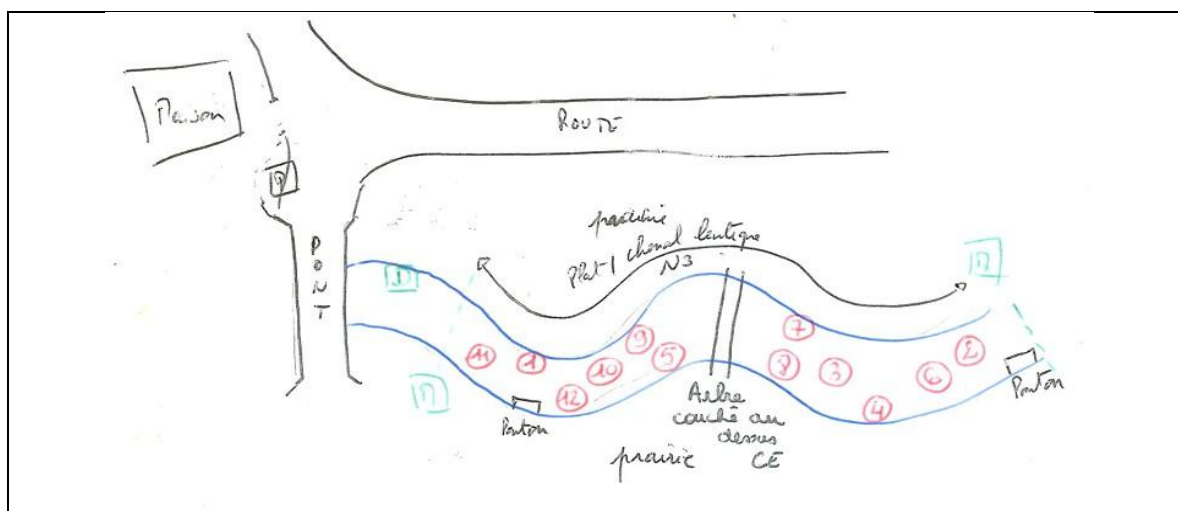 Maison
ROUTE
P
PONT
prairie
Plat / chenal lentique
N3
7
9
11
1
10
5
8
3
6
2
12
4
Ponton
Ponton
Arbre
couché au
dessus
CE
prairie